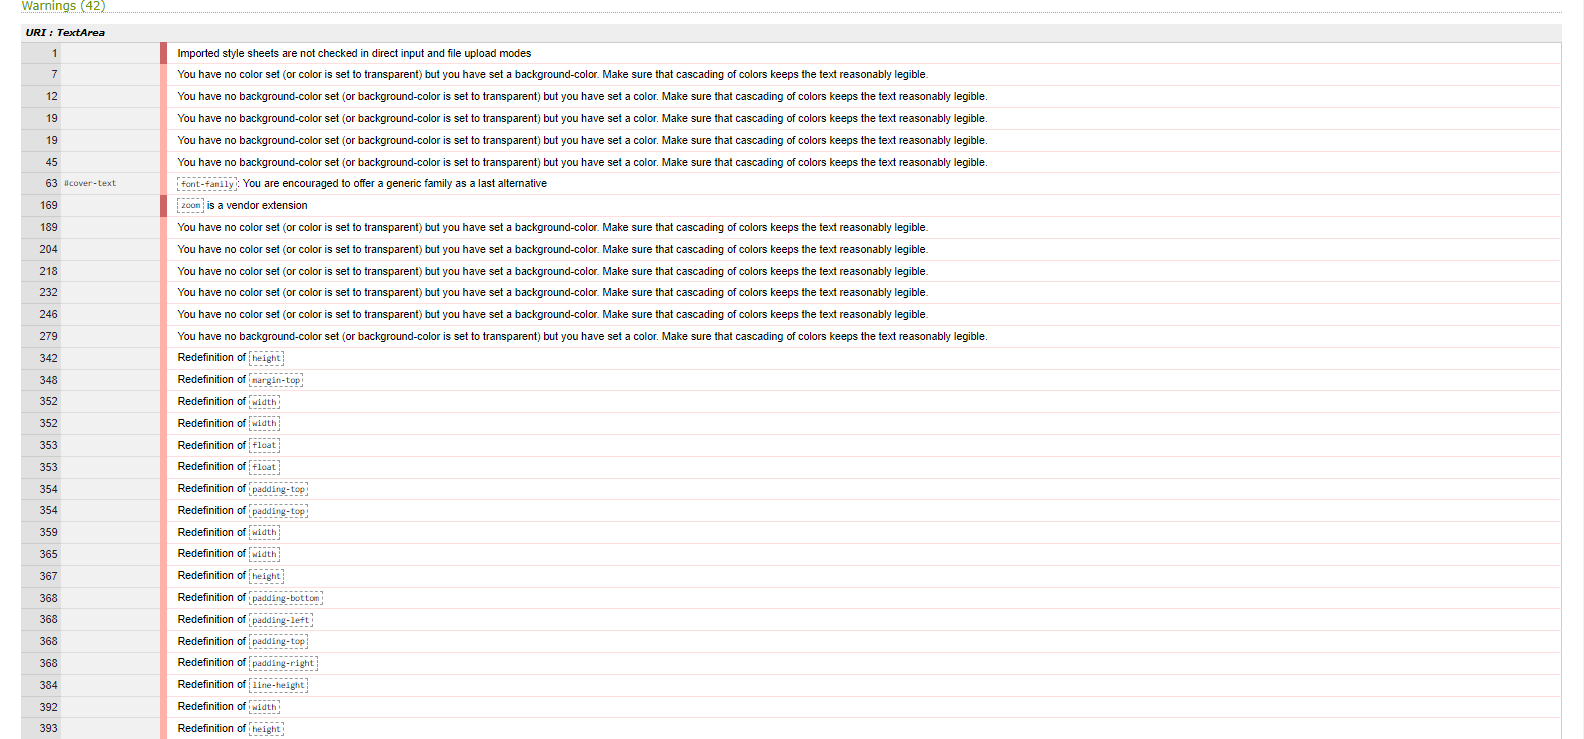 Warnings (42)
URI : TextArea
1 Imported style sheets are not checked in direct input and file upload modes
7 You have no color set (or color is set to transparent) but you have set a background-color. Make sure that cascading of colors keeps the text reasonably legible.
12 You have no background-color set (or background-color is set to transparent) but you have set a color. Make sure that cascading of colors keeps the text reasonably legible.
19 You have no background-color set (or background-color is set to transparent) but you have set a color. Make sure that cascading of colors keeps the text reasonably legible.
19 You have no background-color set (or background-color is set to transparent) but you have set a color. Make sure that cascading of colors keeps the text reasonably legible.
45 You have no background-color set (or background-color is set to transparent) but you have set a color. Make sure that cascading of colors keeps the text reasonably legible.
63 #cover-text font-family: You are encouraged to offer a generic family as a last alternative
169 zoom is a vendor extension
189 You have no color set (or color is set to transparent) but you have set a background-color. Make sure that cascading of colors keeps the text reasonably legible.
204 You have no color set (or color is set to transparent) but you have set a background-color. Make sure that cascading of colors keeps the text reasonably legible.
218 You have no color set (or color is set to transparent) but you have set a background-color. Make sure that cascading of colors keeps the text reasonably legible.
232 You have no color set (or color is set to transparent) but you have set a background-color. Make sure that cascading of colors keeps the text reasonably legible.
246 You have no color set (or color is set to transparent) but you have set a background-color. Make sure that cascading of colors keeps the text reasonably legible.
279 You have no background-color set (or background-color is set to transparent) but you have set a color. Make sure that cascading of colors keeps the text reasonably legible.
342 Redefinition of height
348 Redefinition of margin-top
352 Redefinition of width
352 Redefinition of width
353 Redefinition of float
353 Redefinition of float
354 Redefinition of padding-top
354 Redefinition of padding-top
359 Redefinition of width
365 Redefinition of width
367 Redefinition of height
368 Redefinition of padding-bottom
368 Redefinition of padding-left
368 Redefinition of padding-top
368 Redefinition of padding-right
384 Redefinition of line-height
392 Redefinition of width
393 Redefinition of height